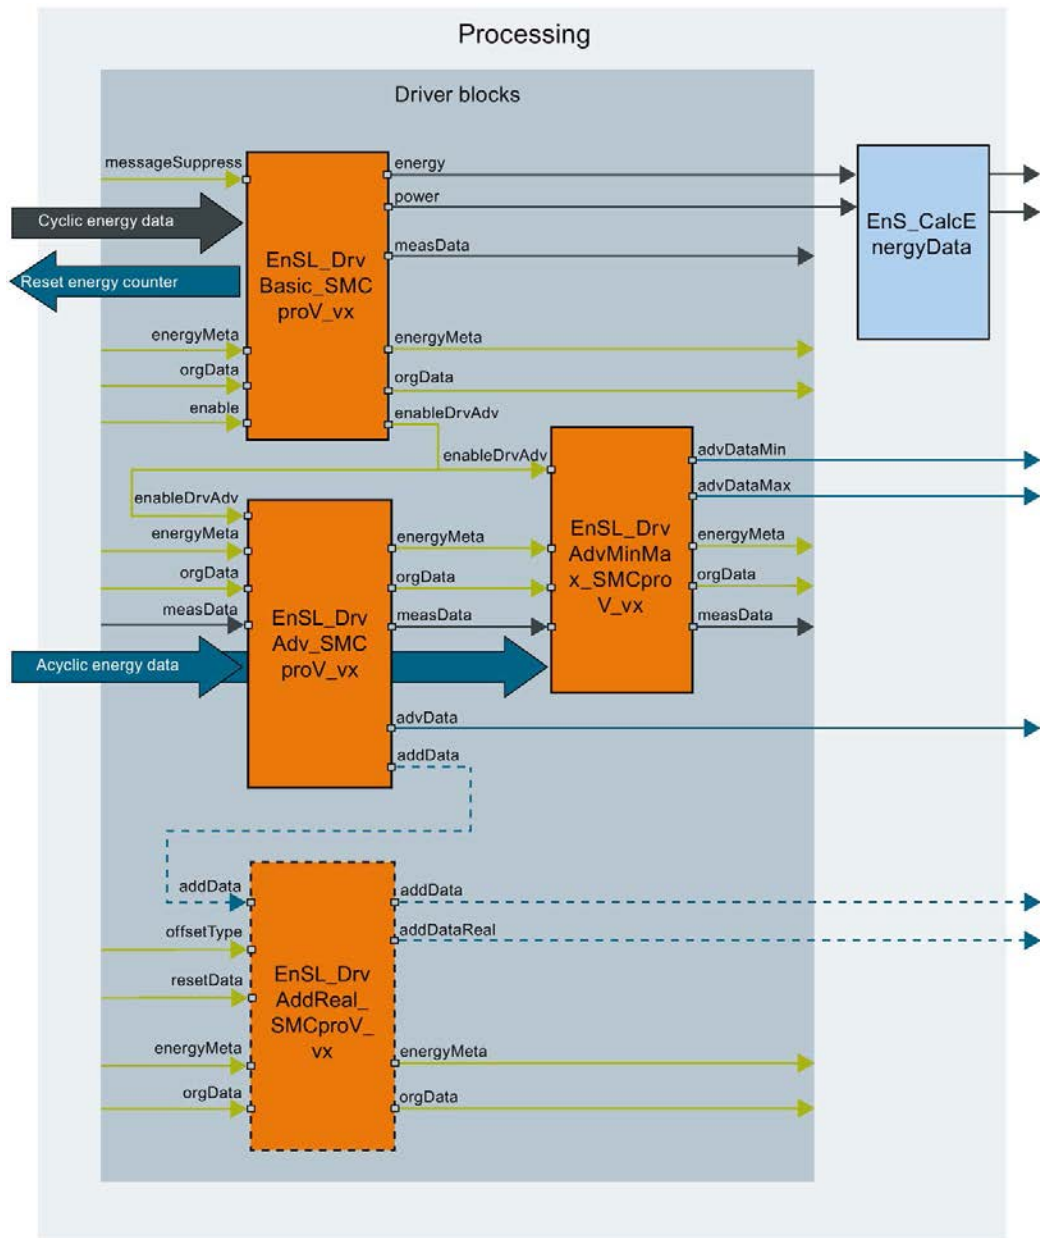 Processing
Driver blocks
messageSuppress
energy
power
Cyclic energy data
EnS_CalcE
nergyData
measData
EnSL_Drv
Basic_SMC
proV_vx
Reset energy counter
energyMeta
energyMeta
orgData
orgData
enable
enableDrvAdv
enableDrvAdv
advDataMin
enableDrvAdv
advDataMax
energyMeta
energyMeta
EnSL_Drv
AdvMinMa
x_SMCpro
V_vx
energyMeta
orgData
orgData
orgData
measData
EnSL_Drv
Adv_SMC
proV_vx
measData
measData
Acyclic energy data
advData
addData
addData
addData
offsetType
addDataReal
resetData
EnSL_Drv
AddReal_
SMCproV_
vx
energyMeta
energyMeta
orgData
orgData